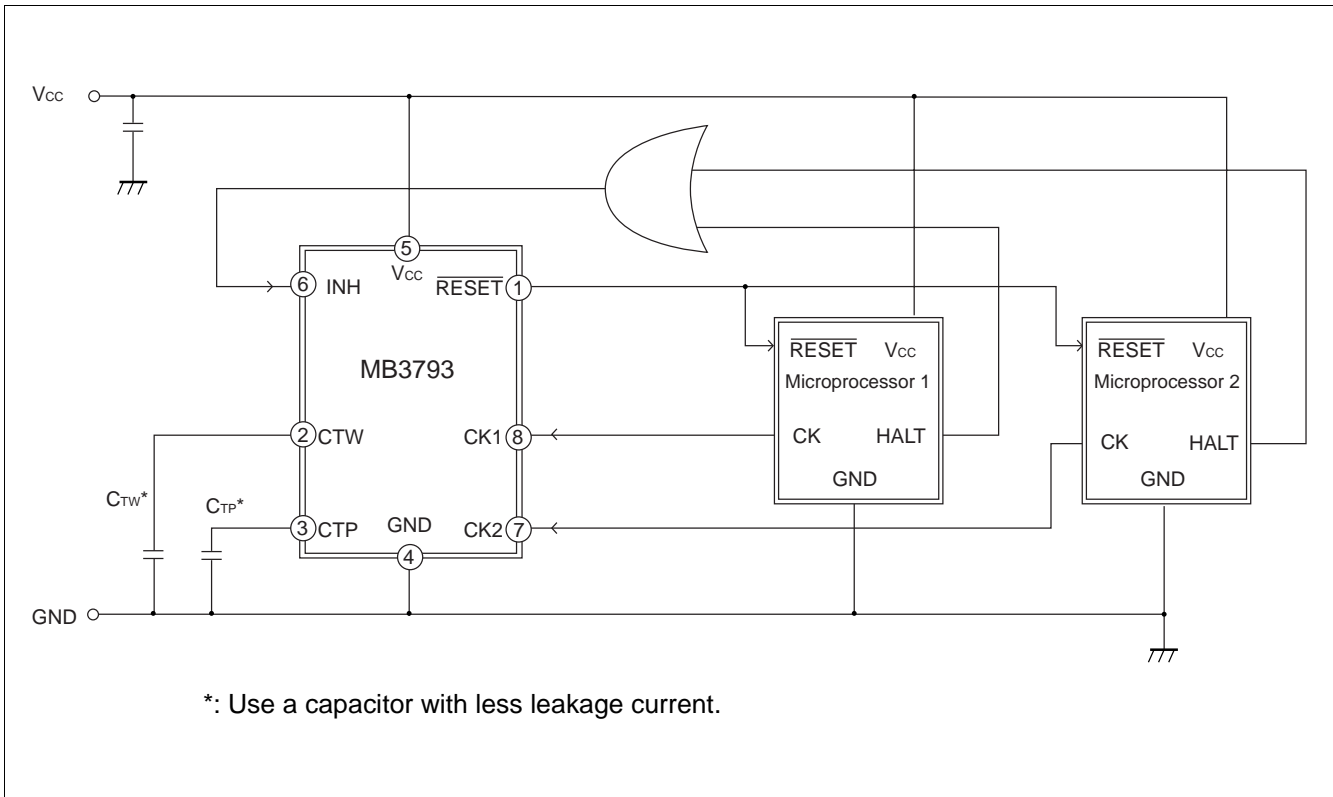 Vcc
5
Vcc
6 INH
RESET 1
MB3793
RESET Vcc
Microprocessor 1
RESET Vcc
Microprocessor 2
2 CTW
CK1 8
CK HALT
CK HALT
GND
GND
CTW*
CTP*
3 CTP
GND
CK2 7
4
GND
*: Use a capacitor with less leakage current.